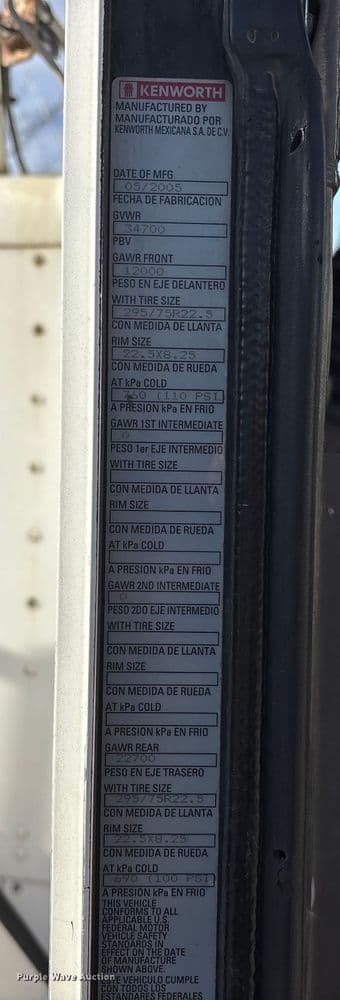 KENWORTH
MANUFACTURED BY
MANUFACTURADO POR
KENWORTH MEXICANA S.A. DE C.V.
DATE OF MFG
05/2005
FECHA DE FABRICACION
GVWR
34700
PBV
GAWR FRONT
12000
PESO EN EJE DELANTERO
WITH TIRE SIZE
295/75R22.5
CON MEDIDA DE LLANTA
RIM SIZE
22.5X8.25
CON MEDIDA DE RUEDA
AT kPa COLD
760 (110 PSI)
A PRESION kPa EN FRIO
GAWR 1ST INTERMEDIATE
0
PESO 1er EJE INTERMEDIO
WITH TIRE SIZE
CON MEDIDA DE LLANTA
RIM SIZE
CON MEDIDA DE RUEDA
AT kPa COLD
A PRESION kPa EN FRIO
GAWR 2ND INTERMEDIATE
0
PESO 2DO EJE INTERMEDIO
WITH TIRE SIZE
CON MEDIDA DE LLANTA
RIM SIZE
CON MEDIDA DE RUEDA
AT kPa COLD
A PRESION kPa EN FRIO
GAWR REAR
22700
PESO EN EJE TRASERO
WITH TIRE SIZE
295/75R22.5
CON MEDIDA DE LLANTA
RIM SIZE
22.5X8.25
CON MEDIDA DE RUEDA
AT kPa COLD
690 (100 PSI)
A PRESION kPa EN FRIO
THIS VEHICLE
CONFORMS TO ALL
APPLICABLE U.S.
FEDERAL MOTOR
VEHICLE SAFETY
STANDARDS IN
EFFECT ON THE DATE
OF MANUFACTURE
SHOWN ABOVE.
ESTE VEHICULO CUMPLE
CON TODOS LOS
ESTANDARES FEDERALES
Purple Wave Auction